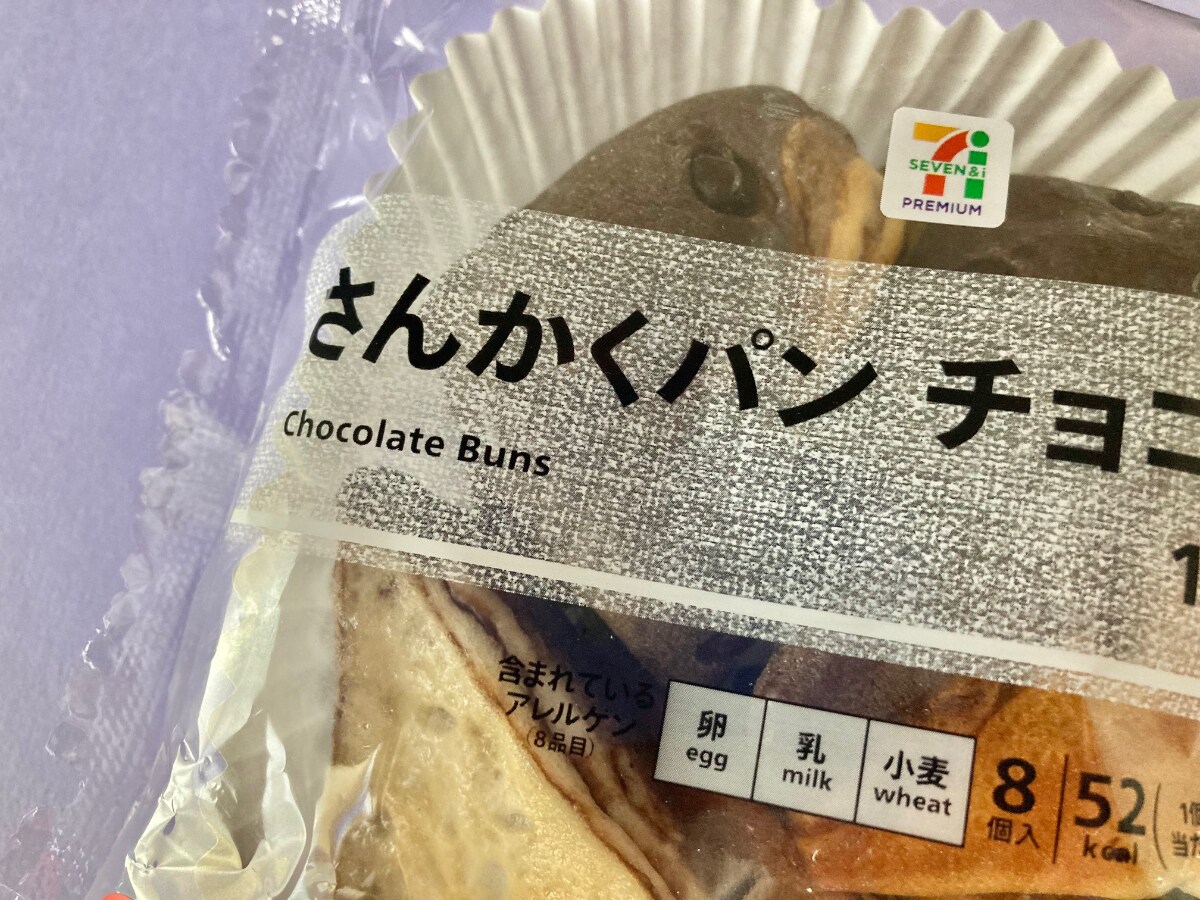 SEVEN&i
PREMIUM
さんかくパン チョコ
Chocolate Buns
含まれている
アレルゲン
(8品目)
卵
egg
乳
milk
小麦
wheat
8
個入
52
kcal